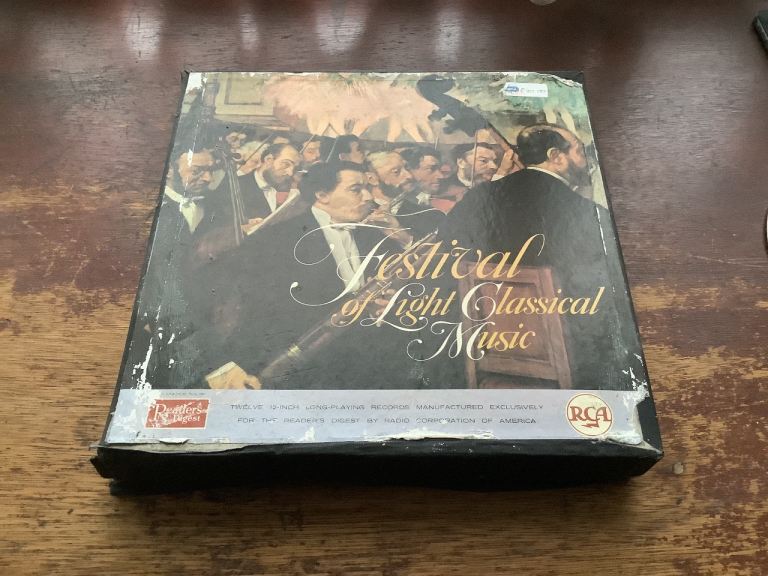 Festival
of Light Classical
Music
Reader's
Digest
TWELVE 12-INCH LONG-PLAYING RECORDS MANUFACTURED EXCLUSIVELY
FOR THE READER'S DIGEST BY RADIO CORPORATION OF AMERICA
RCA